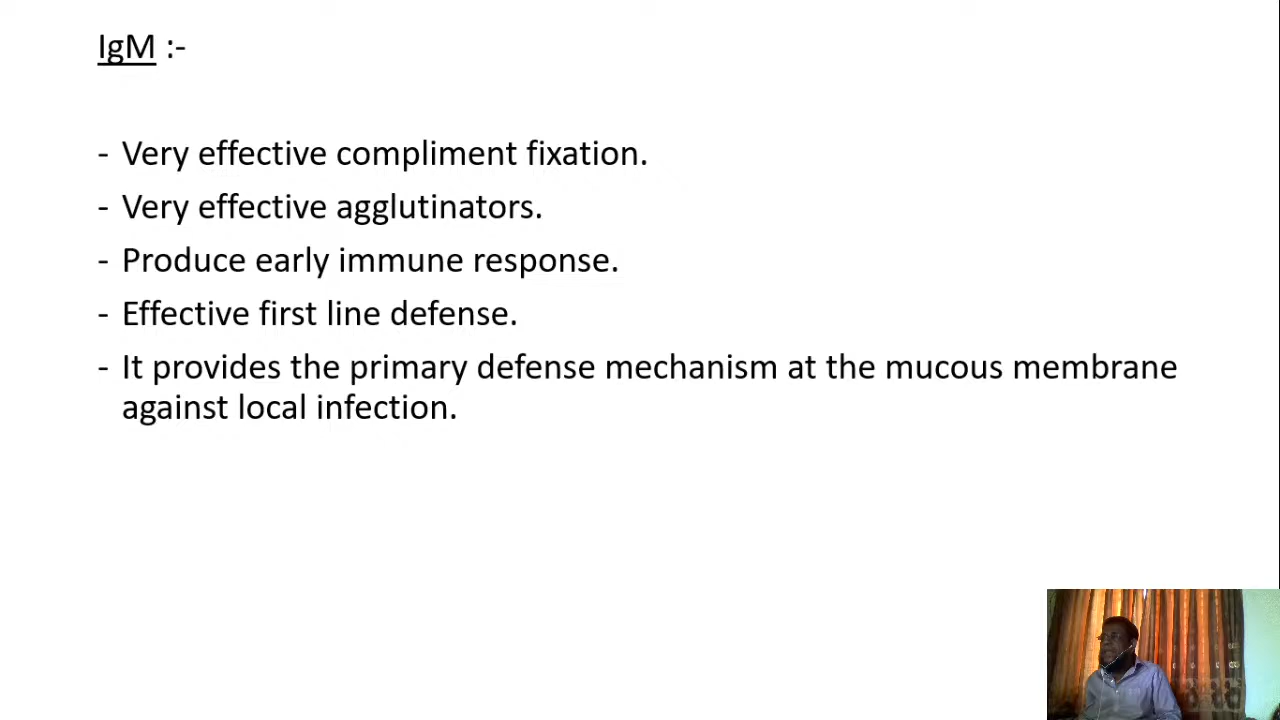 IgM :-
- Very effective compliment fixation.
- Very effective agglutinators.
- Produce early immune response.
- Effective first line defense.
- It provides the primary defense mechanism at the mucous membrane
against local infection.